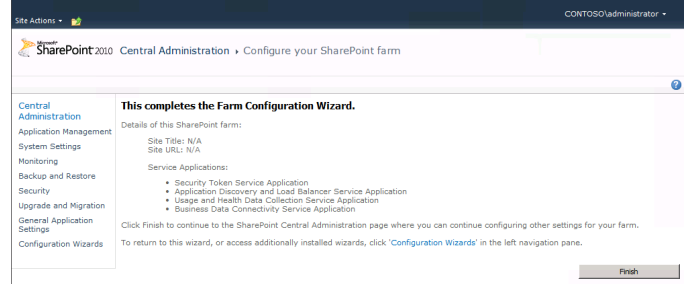 CONTOSO\administrator
Site Actions
Microsoft
SharePoint 2010 Central Administration Configure your SharePoint farm
Central Administration
Application Management
System Settings
Monitoring
Backup and Restore
Security
Upgrade and Migration
General Application
Settings
Configuration Wizards
This completes the Farm Configuration Wizard.
Details of this SharePoint farm:
Site Title: N/A
Site URL: N/A
Service Applications:
• Security Token Service Application
• Application Discovery and Load Balancer Service Application
• Usage and Health Data Collection Service Application
• Business Data Connectivity Service Application
Click Finish to continue to the SharePoint Central Administration page where you can continue configuring other settings for your farm.
To return to this wizard, or access additionally installed wizards, click 'Configuration Wizards' in the left navigation pane.
Finish